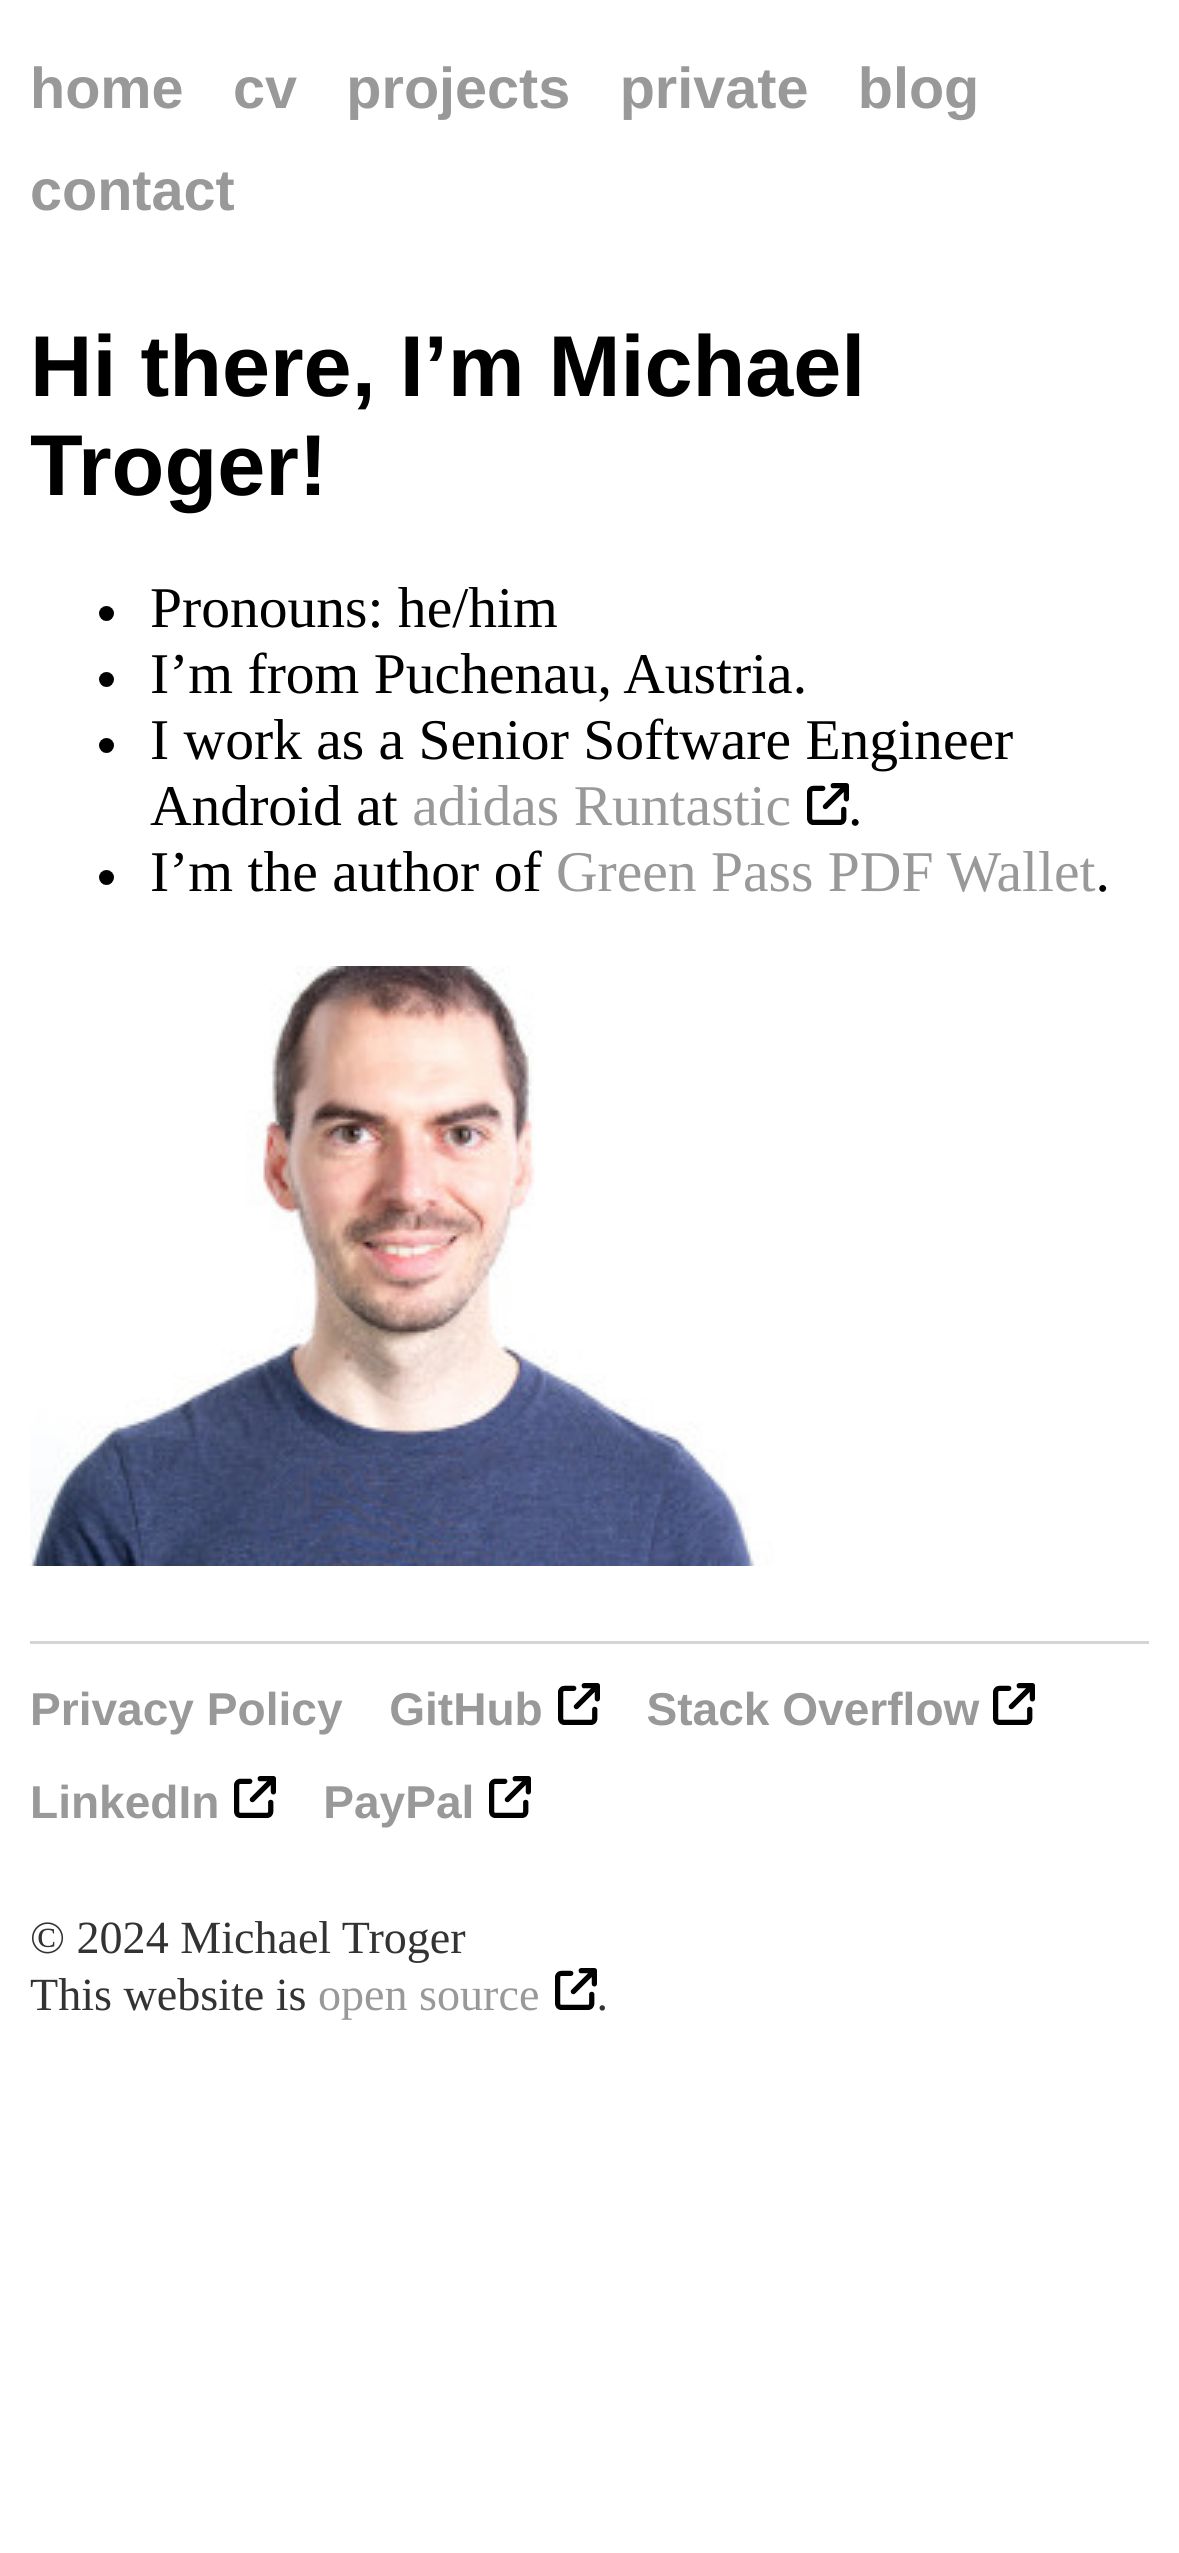 home cv projects private blog
contact
Hi there, I’m Michael
Troger!
• Pronouns: he/him
• I’m from Puchenau, Austria.
• I work as a Senior Software Engineer
Android at adidas Runtastic .
• I’m the author of Green Pass PDF Wallet.
Privacy Policy GitHub Stack Overflow
LinkedIn PayPal
© 2024 Michael Troger
This website is open source .